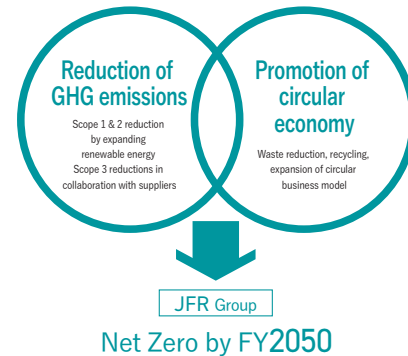 Reduction of
GHG emissions
Scope 1 & 2 reduction
by expanding
renewable energy
Scope 3 reductions in
collaboration with suppliers
Promotion of
circular
economy
Waste reduction, recycling,
expansion of circular
business model
JFR Group
Net Zero by FY2050